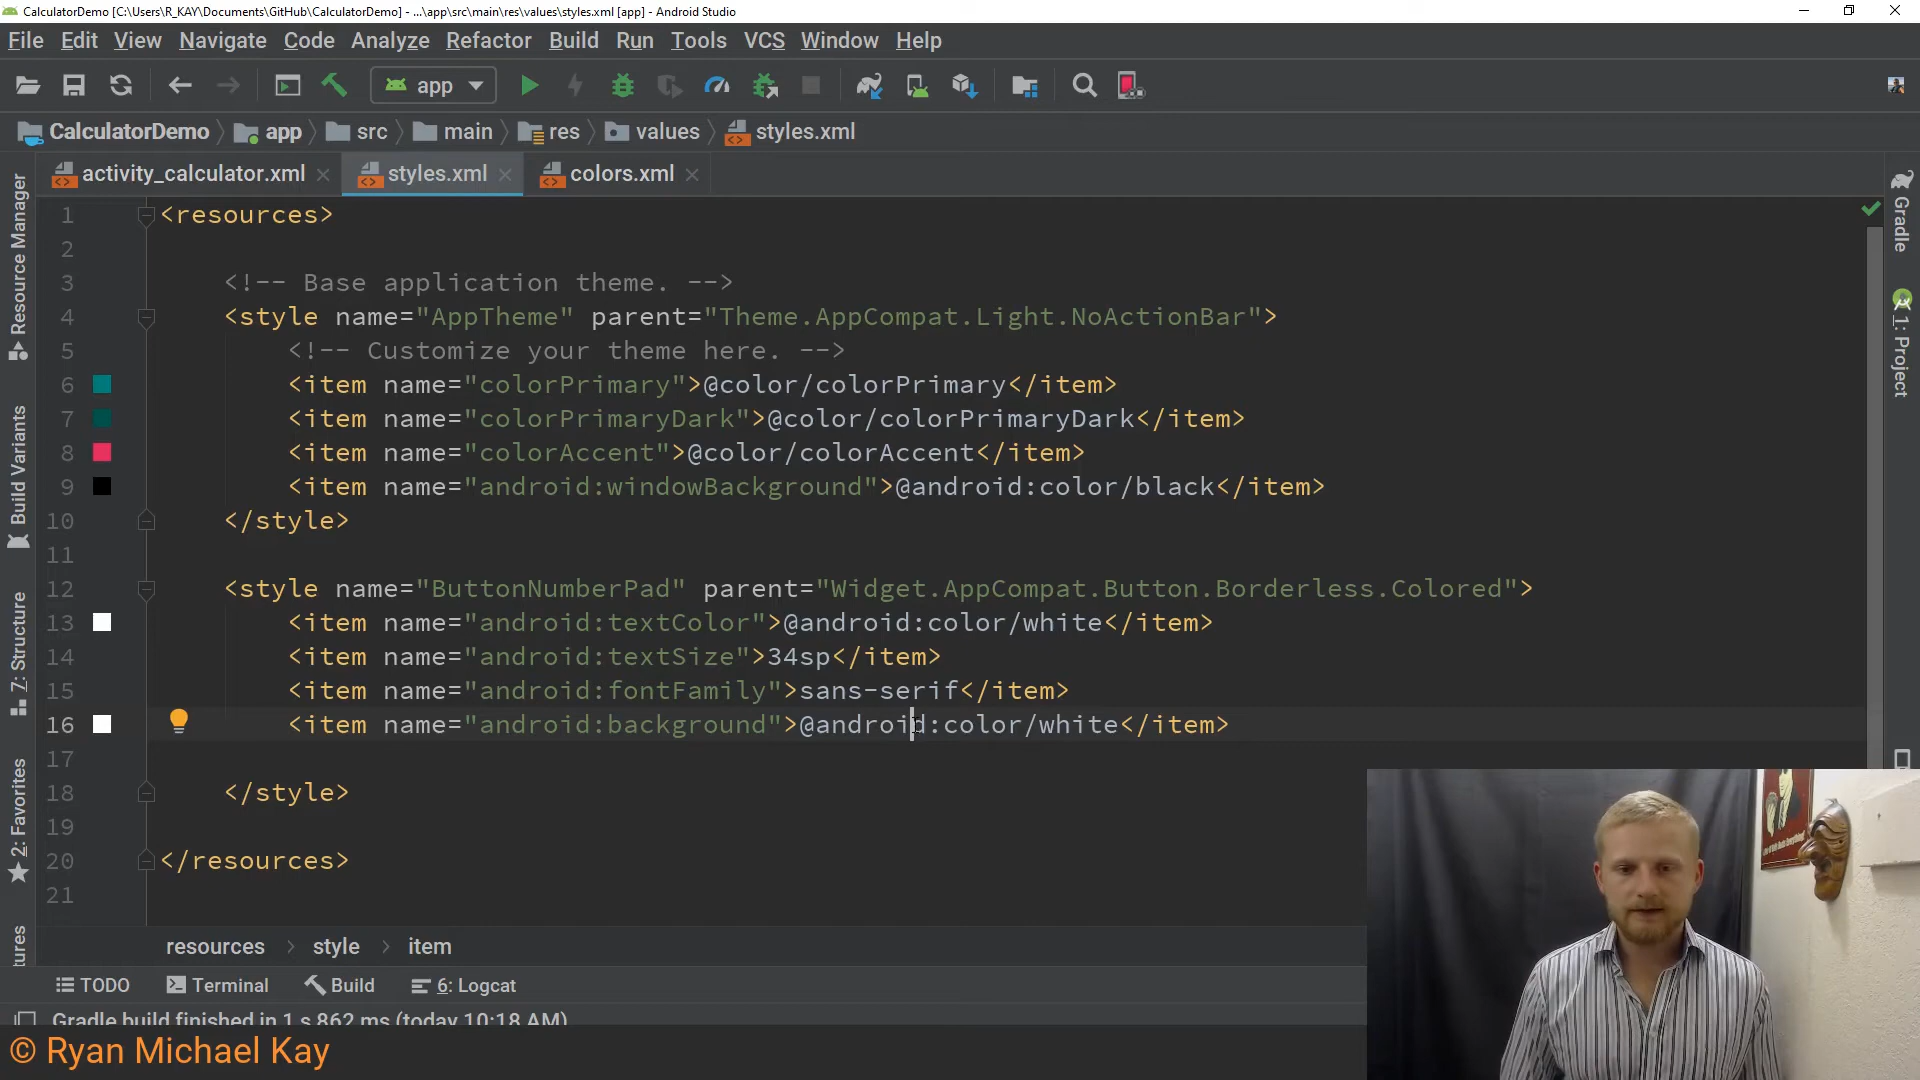 CalculatorDemo [C:\Users\R_KAY\Documents\GitHub\CalculatorDemo] - ...\app\src\main\res\values\styles.xml [app] - Android Studio
File Edit View Navigate Code Analyze Refactor Build Run Tools VCS Window Help
app
CalculatorDemo app src main res values styles.xml
activity_calculator.xml styles.xml colors.xml
1 <resources>
2
3 <!-- Base application theme. -->
4 <style name="AppTheme" parent="Theme.AppCompat.Light.NoActionBar">
5 <!-- Customize your theme here. -->
6 <item name="colorPrimary">@color/colorPrimary</item>
7 <item name="colorPrimaryDark">@color/colorPrimaryDark</item>
8 <item name="colorAccent">@color/colorAccent</item>
9 <item name="android:windowBackground">@android:color/black</item>
10 </style>
11
12 <style name="ButtonNumberPad" parent="Widget.AppCompat.Button.Borderless.Colored">
13 <item name="android:textColor">@android:color/white</item>
14 <item name="android:textSize">34sp</item>
15 <item name="android:fontFamily">sans-serif</item>
16 <item name="android:background">@android:color/white</item>
17
18 </style>
19
20 </resources>
21
Resource Manager
Build Variants
7: Structure
2: Favorites
Gradle
1: Project
resources style item
TODO Terminal Build 6: Logcat
Gradle build finished in 1 s 862 ms (today 10:18 AM)
© Ryan Michael Kay